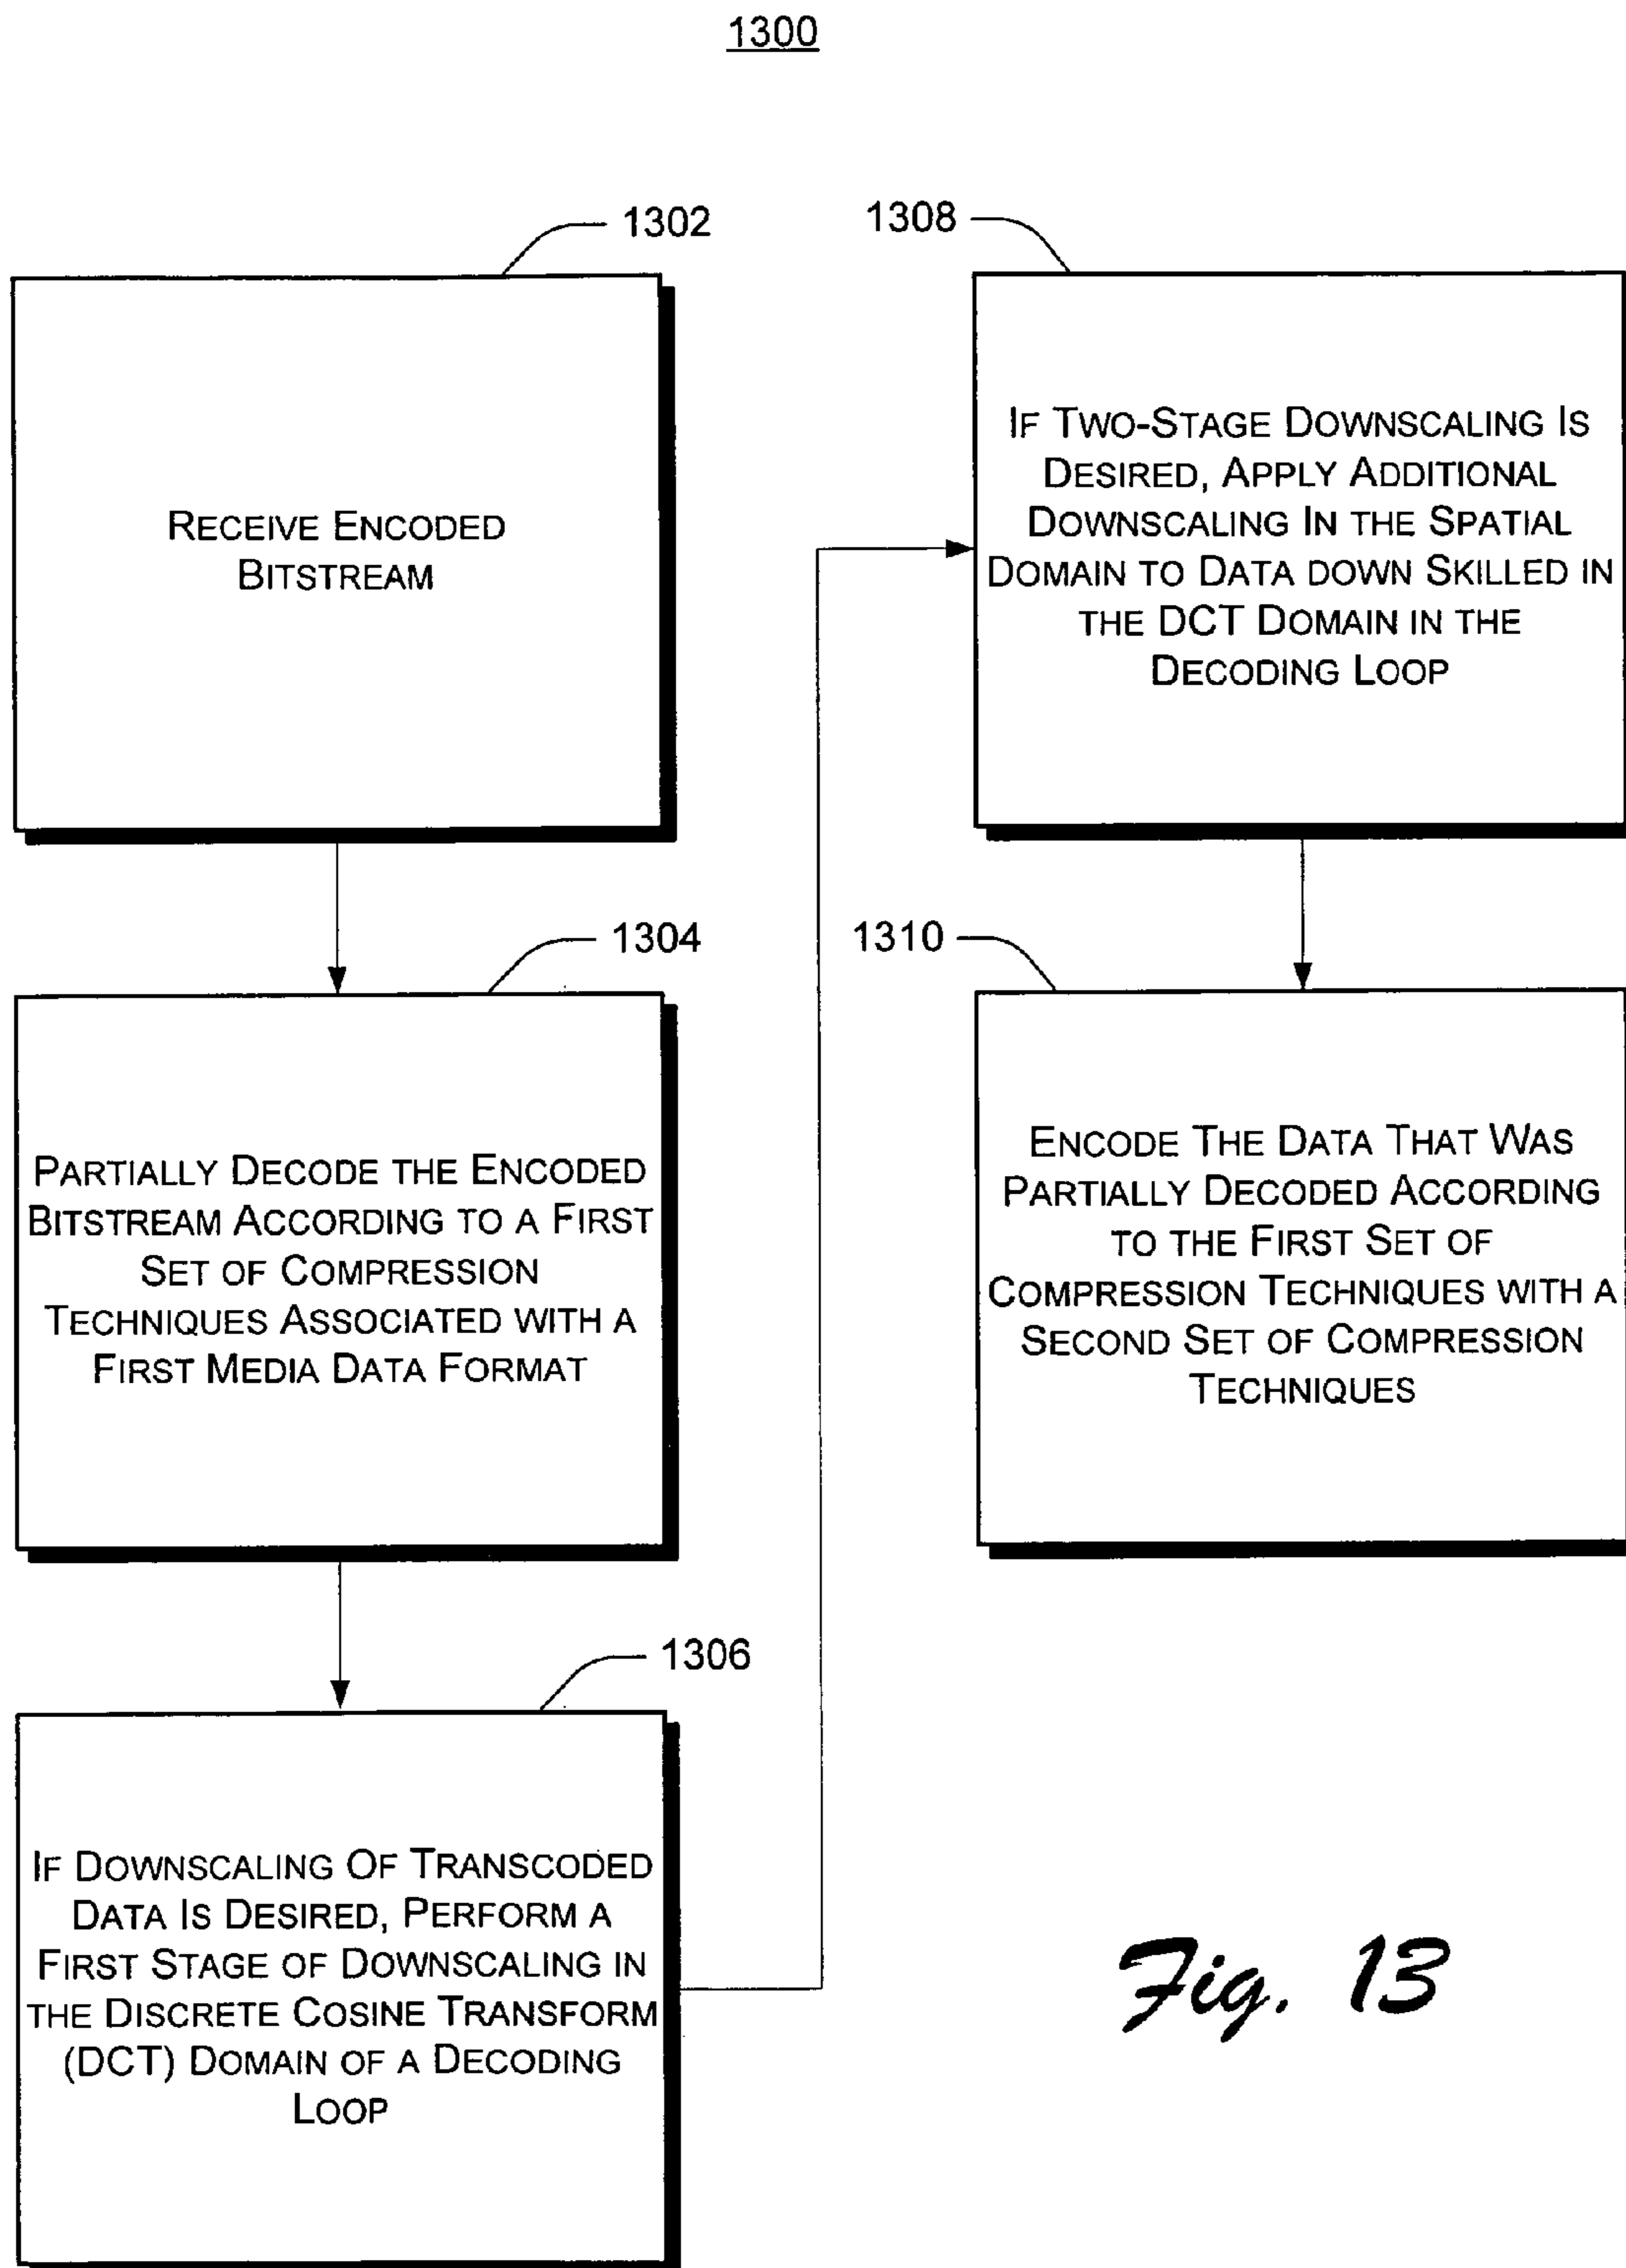 1300
1302
RECEIVE ENCODED
BITSTREAM
1304
PARTIALLY DECODE THE ENCODED
BITSTREAM ACCORDING TO A FIRST
SET OF COMPRESSION
TECHNIQUES ASSOCIATED WITH A
FIRST MEDIA DATA FORMAT
1306
IF DOWNSCALING OF TRANSCODED
DATA IS DESIRED, PERFORM A
FIRST STAGE OF DOWNSCALING IN
THE DISCRETE COSINE TRANSFORM
(DCT) DOMAIN OF A DECODING
LOOP
1308
IF TWO-STAGE DOWNSCALING IS
DESIRED, APPLY ADDITIONAL
DOWNSCALING IN THE SPATIAL
DOMAIN TO DATA DOWN SKILLED IN
THE DCT DOMAIN IN THE
DECODING LOOP
1310
ENCODE THE DATA THAT WAS
PARTIALLY DECODED ACCORDING
TO THE FIRST SET OF
COMPRESSION TECHNIQUES WITH A
SECOND SET OF COMPRESSION
TECHNIQUES
Fig. 13